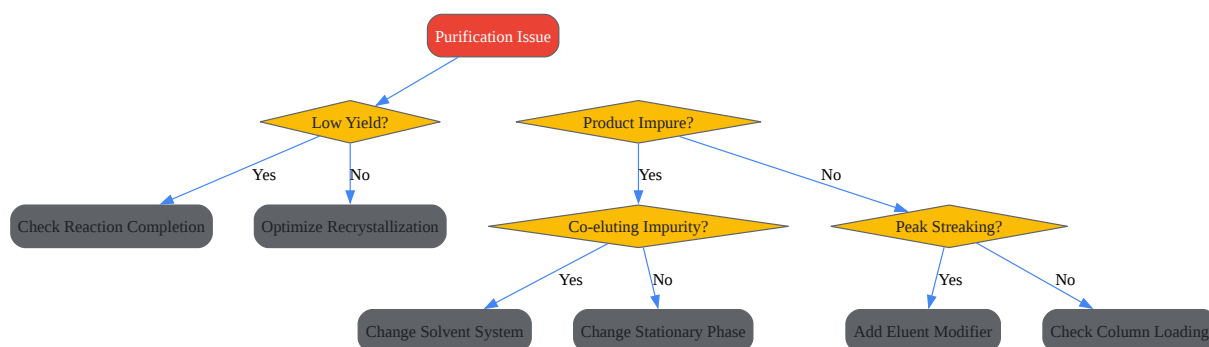 Purification Issue
Low Yield?
Product Impure?
Yes
No
Yes
No
Check Reaction Completion
Optimize Recrystallization
Co-eluting Impurity?
Peak Streaking?
Yes
No
Yes
No
Change Solvent System
Change Stationary Phase
Add Eluent Modifier
Check Column Loading